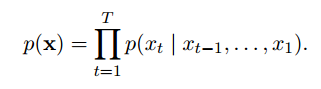 p(𝐱) = ∏_{t=1}^{T} p(x_t | x_{t−1}, . . . , x_1).